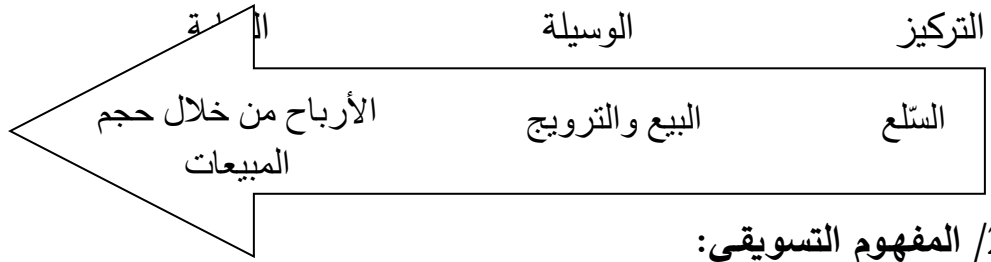 التركيز الوسيلة
السّلع البيع والترويج الأرباح من خلال حجم
المبيعات
/ المفهوم التسويقي: